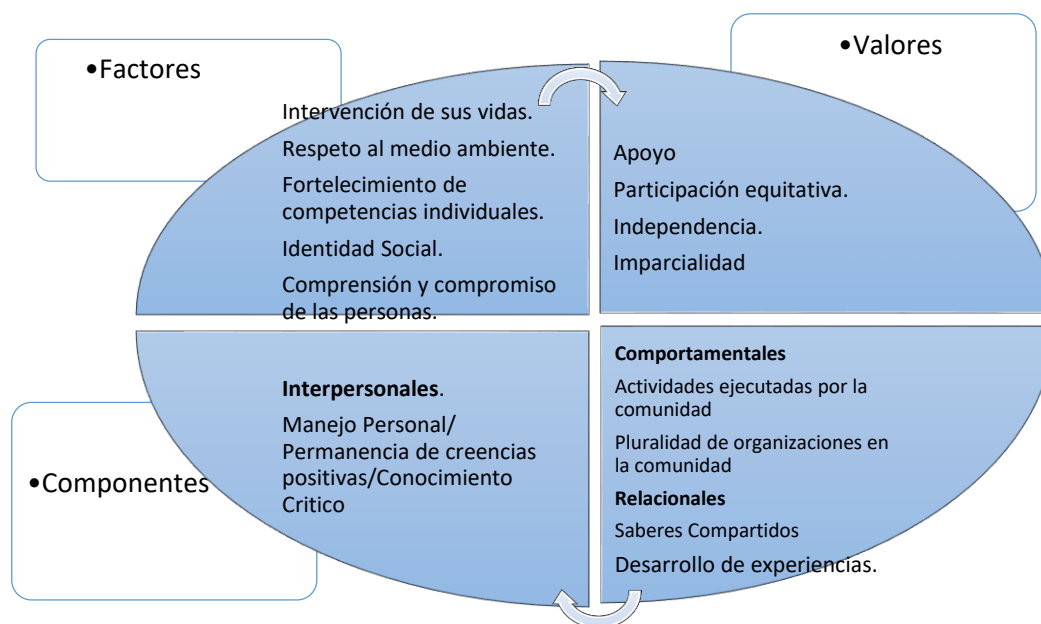 •Factores
Intervención de sus vidas.
Respeto al medio ambiente.
Fortelecimiento de
competencias individuales.
Identidad Social.
Comprensión y compromiso
de las personas.
•Valores
Apoyo
Participación equitativa.
Independencia.
Imparcialidad
•Componentes
Interpersonales.
Manejo Personal/
Permanencia de creencias
positivas/Conocimiento
Critico
Comportamentales
Actividades ejecutadas por la
comunidad
Pluralidad de organizaciones en
la comunidad
Relacionales
Saberes Compartidos
Desarrollo de experiencias.